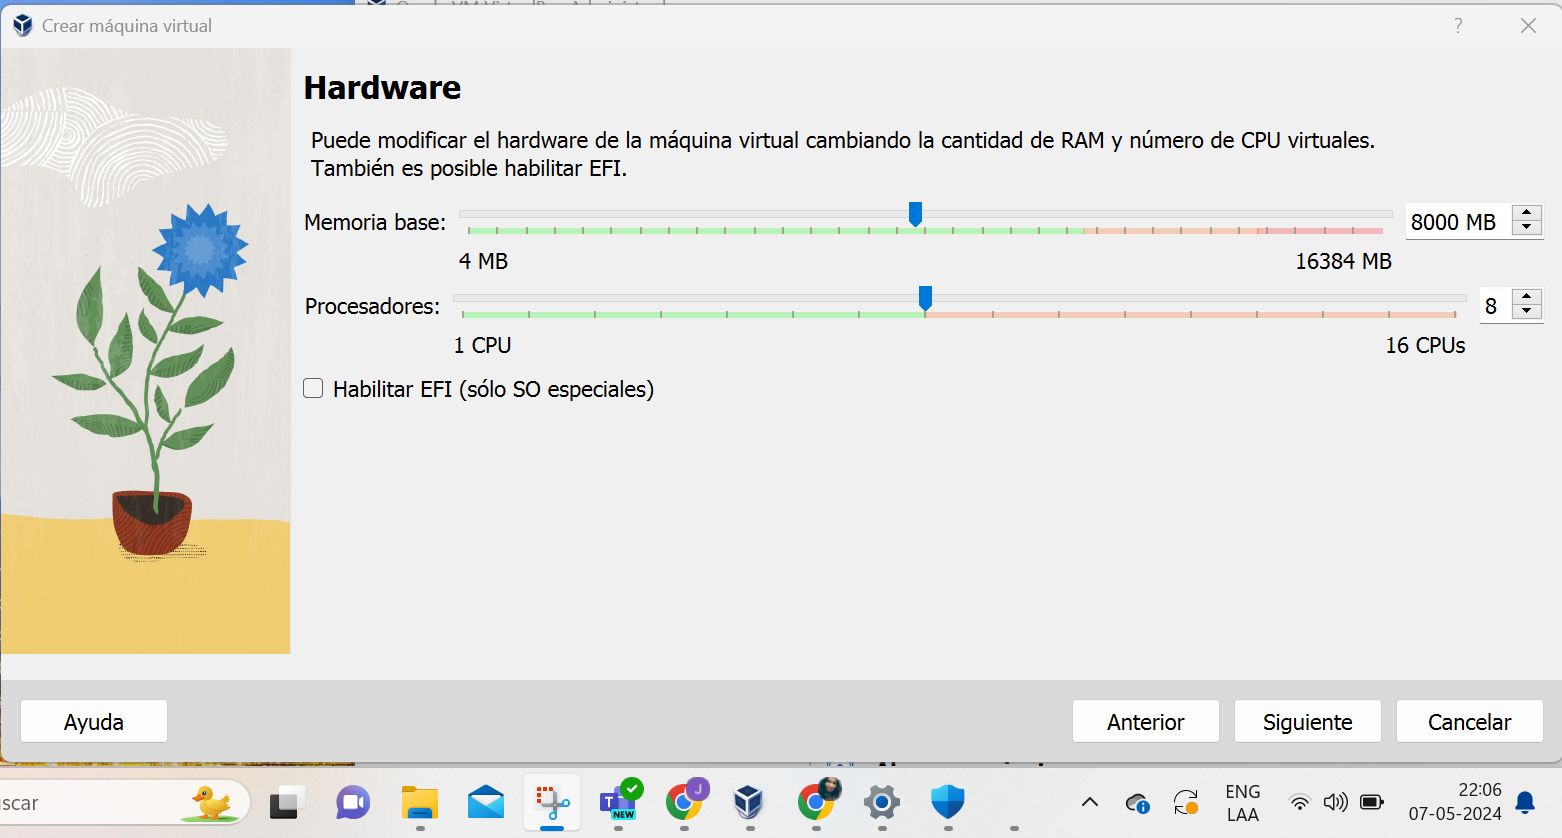 Crear máquina virtual
?
Hardware
Puede modificar el hardware de la máquina virtual cambiando la cantidad de RAM y número de CPU virtuales.
También es posible habilitar EFI.
Memoria base:
8000 MB
4 MB
16384 MB
Procesadores:
8
1 CPU
16 CPUs
Habilitar EFI (sólo SO especiales)
Ayuda
Anterior
Siguiente
Cancelar
uscar
T
NEW
J
ENG
LAA
22:06
07-05-2024